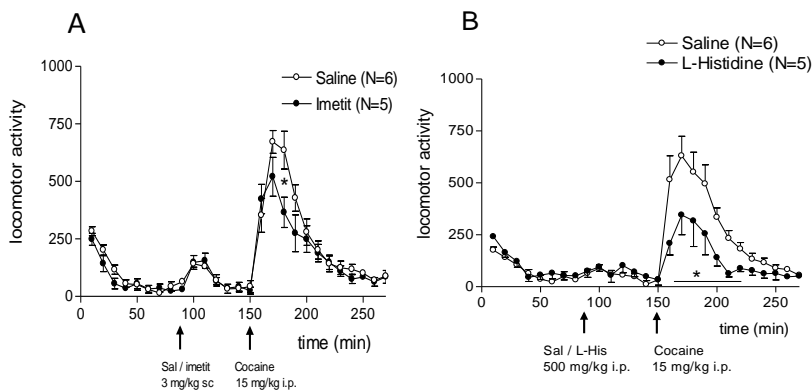 A
Saline (N=6)
Imetit (N=5)
locomotor activity
1000
750
500
250
0
*
0 50 100 150 200 250
time (min)
Sal / imetit
3 mg/kg sc
Cocaine
15 mg/kg i.p.
B
Saline (N=6)
L-Histidine (N=5)
locomotor activity
1000
750
500
250
0
*
0 50 100 150 200 250
time (min)
Sal / L-His
500 mg/kg i.p.
Cocaine
15 mg/kg i.p.